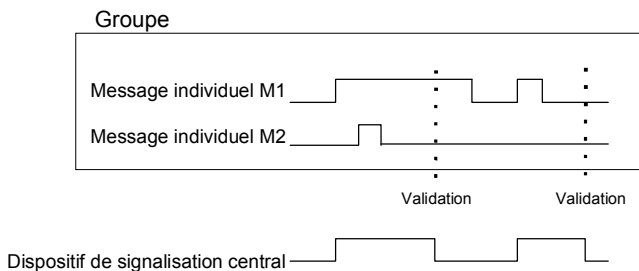 Groupe
Message individuel M1
Message individuel M2
Validation Validation
Dispositif de signalisation central